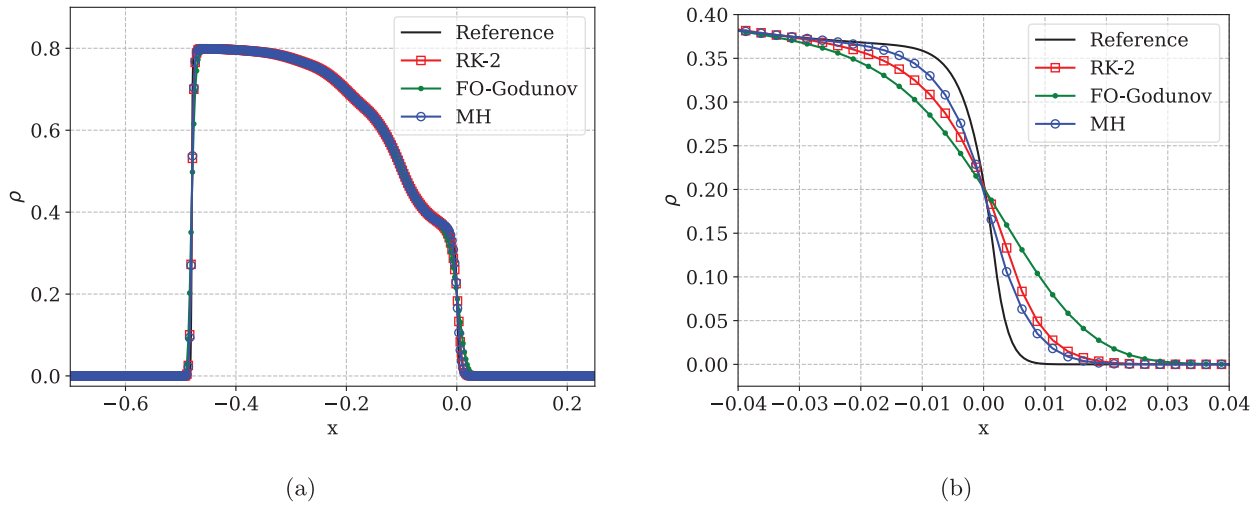 0.8
0.6
0.4
0.2
0.0
ρ
−0.6 −0.4 −0.2 0.0 0.2
x
Reference
RK-2
FO-Godunov
MH
(a)
0.40
0.35
0.30
0.25
0.20
0.15
0.10
0.05
0.00
ρ
−0.04 −0.03 −0.02 −0.01 0.00 0.01 0.02 0.03 0.04
x
Reference
RK-2
FO-Godunov
MH
(b)